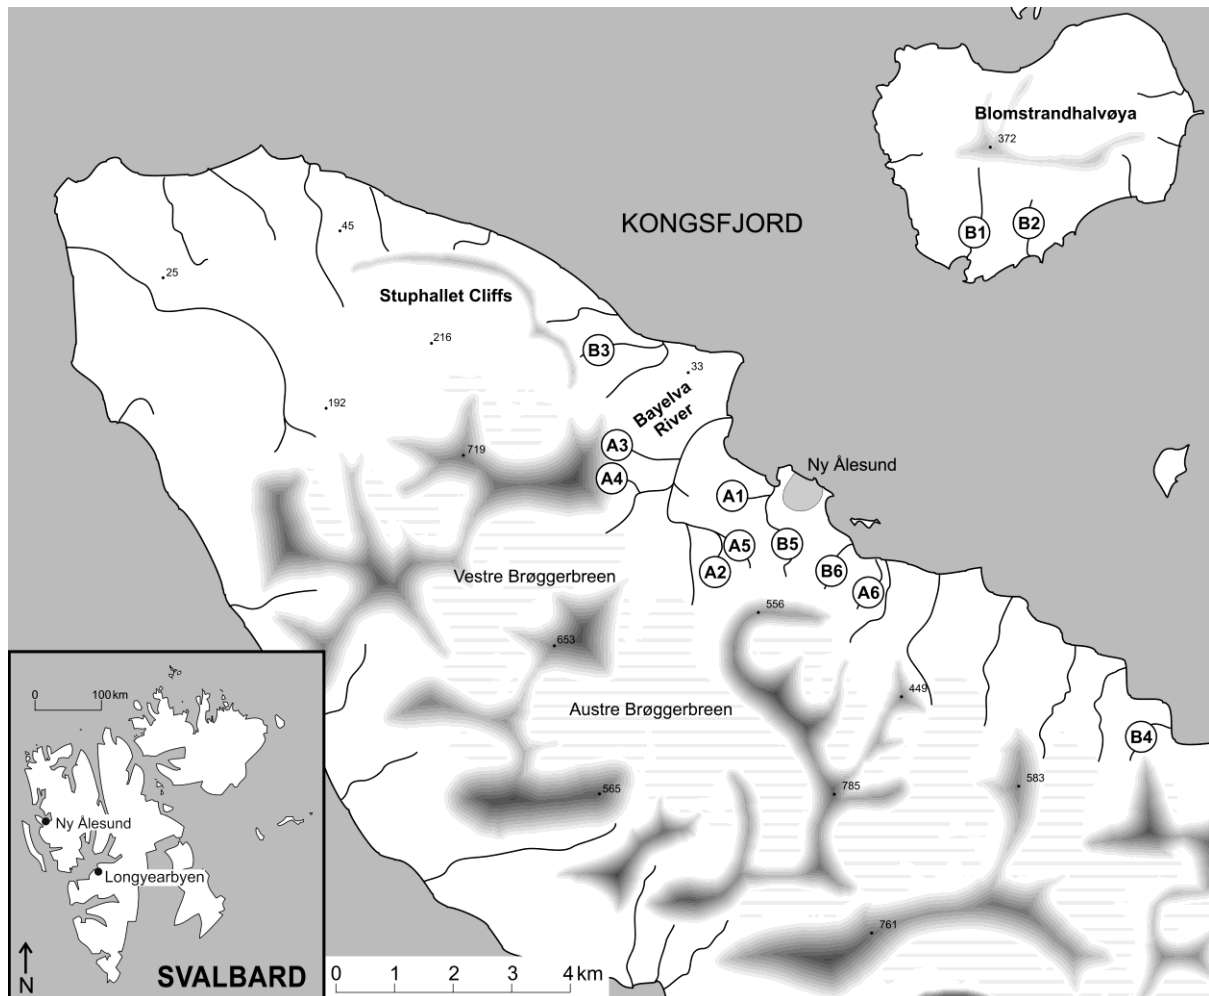 Blomstrandhalvøya
372
KONGSFJORD
B1
B2
45
25
Stuphallet Cliffs
216
B3
33
192
Bayelva
River
719
A3
A4
Ny Ålesund
A1
A5
B5
A2
B6
A6
Vestre Brøggerbreen
556
653
449
Austre Brøggerbreen
B4
565
785
583
761
0 100 km
Ny Ålesund
Longyearbyen
N
SVALBARD
0 1 2 3 4 km